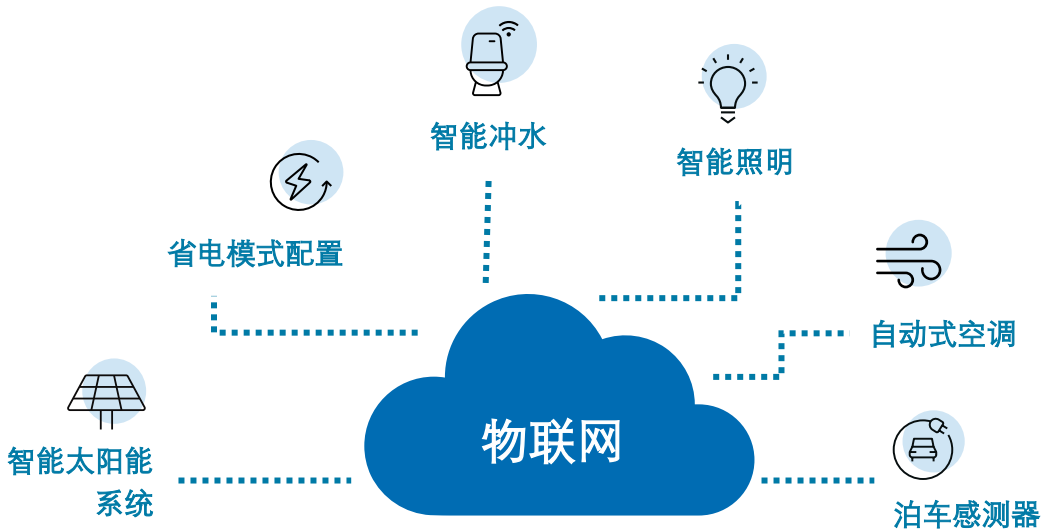 智能冲水
智能照明
省电模式配置
自动式空调
物联网
智能太阳能
系统
泊车感测器